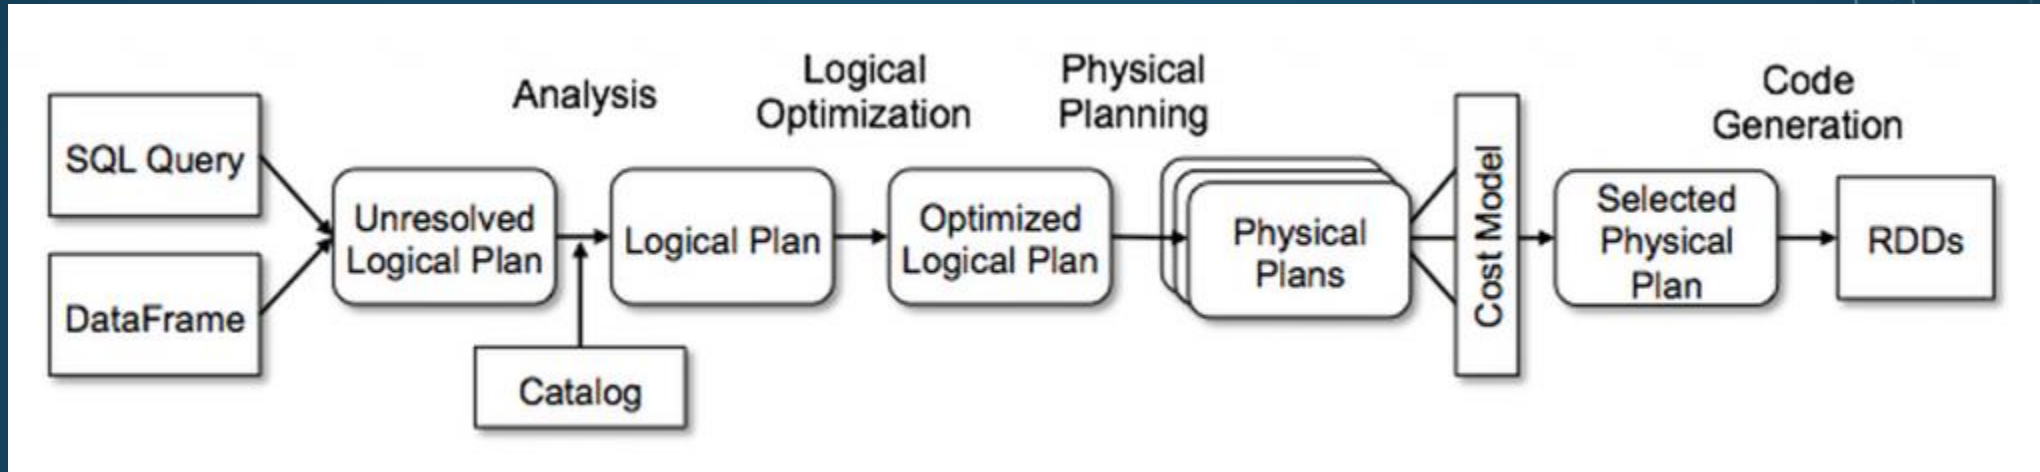 Analysis
Logical
Optimization
Physical
Planning
Code
Generation
SQL Query
DataFrame
Unresolved
Logical Plan
Catalog
Logical Plan
Optimized
Logical Plan
Physical
Plans
Cost Model
Selected
Physical
Plan
RDDs